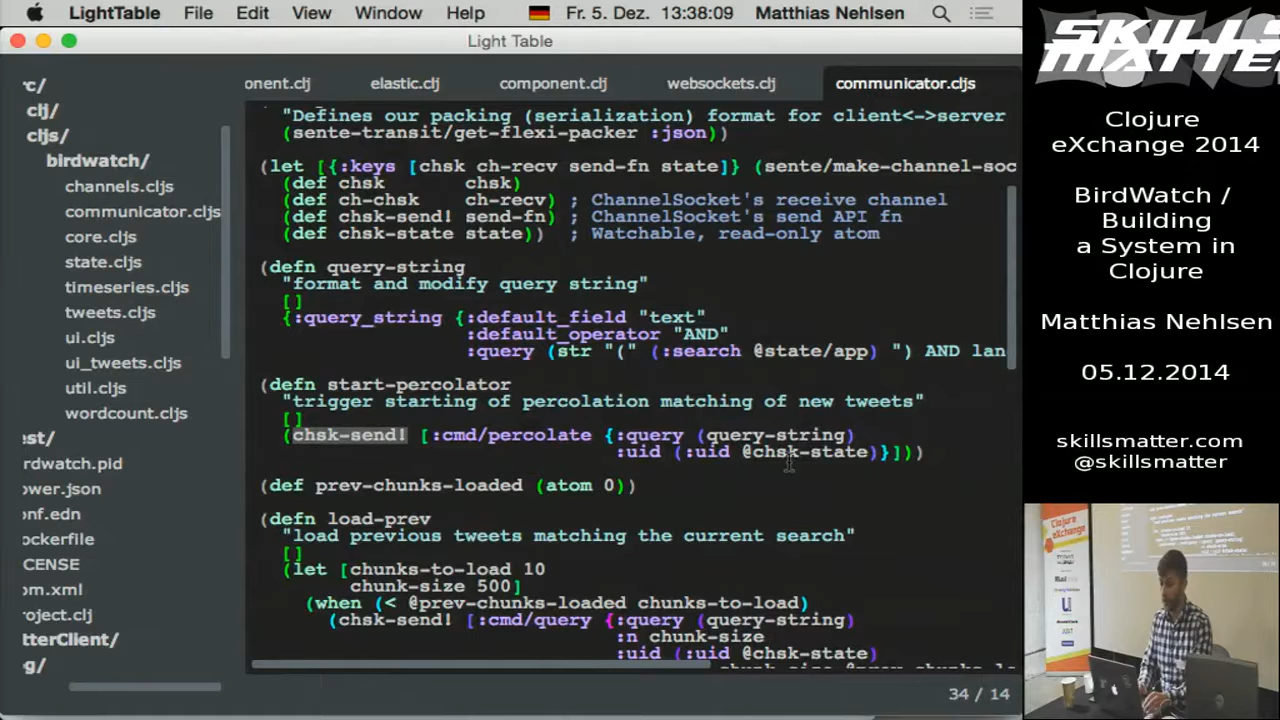 LightTable File Edit View Window Help Fr. 5. Dez. 13:38:09 Matthias Nehlsen
Light Table
onent.clj elastic.clj component.clj websockets.clj communicator.cljs
clj/
cljs/
birdwatch/
channels.cljs
communicator.cljs
core.cljs
state.cljs
timeseries.cljs
tweets.cljs
ui.cljs
ui_tweets.cljs
util.cljs
wordcount.cljs
est/
rdwatch.pid
ower.json
onf.edn
ockerfile
CENSE
om.xml
roject.clj
tterClient/
"Defines our packing (serialization) format for client<->server
(sente-transit/get-flexi-packer :json))
(let [{:keys [chsk ch-recv send-fn state]} (sente/make-channel-soc
(def chsk chsk)
(def ch-chsk ch-recv) ; ChannelSocket's receive channel
(def chsk-send! send-fn) ; ChannelSocket's send API fn
(def chsk-state state)) ; Watchable, read-only atom
(defn query-string
"format and modify query string"
[]
{:query_string {:default_field "text"
:default_operator "AND"
:query (str "(" (:search @state/app) ") AND lan
(defn start-percolator
"trigger starting of percolation matching of new tweets"
[]
(chsk-send! [:cmd/percolate {:query (query-string)
:uid (:uid @chsk-state)}]))
(def prev-chunks-loaded (atom 0))
(defn load-prev
"load previous tweets matching the current search"
[]
(let [chunks-to-load 10
chunk-size 500]
(when (< @prev-chunks-loaded chunks-to-load)
(chsk-send! [:cmd/query {:query (query-string)
:n chunk-size
:uid (:uid @chsk-state)
34 / 14
SKILLS
MATTE
Clojure
eXchange 2014
BirdWatch /
Building
a System in
Clojure
Matthias Nehlsen
05.12.2014
skillsmatter.com
@skillsmatter
Clojure
eXchange